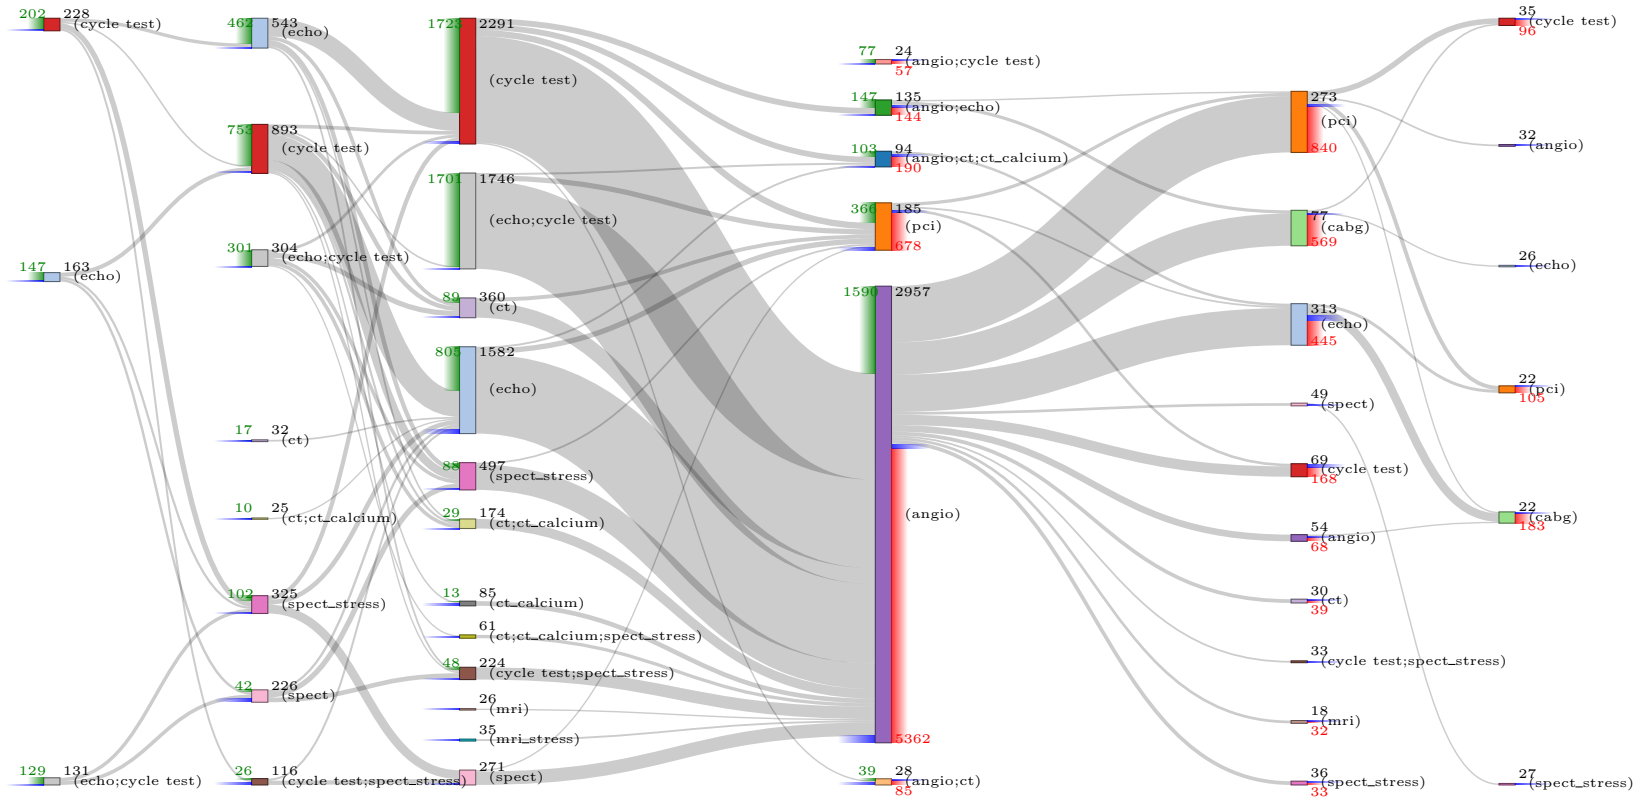 202 228
(cycle test)
147 163
(echo)
129 131
(echo;cycle test)
462 543
(echo)
753 893
(cycle test)
301 304
(echo;cycle test)
17 32
(ct)
10 25
(ct;ct_calcium)
102 325
(spect_stress)
42 226
(spect)
26 116
(cycle test;spect_stress)
1723 2291
(cycle test)
1701 1746
(echo;cycle test)
89 360
(ct)
805 1582
(echo)
88 497
(spect_stress)
29 174
(ct;ct_calcium)
13 85
(ct_calcium)
61
(ct;ct_calcium;spect_stress)
48 224
(cycle test;spect_stress)
26
(mri)
35
(mri_stress)
271
(spect)
77 24
(angio;cycle test)
57
147 135
(angio;echo)
144
103 94
(angio;ct;ct_calcium)
190
366 185
(pci)
678
1590 2957
(angio)
5362
39 28
(angio;ct)
85
273
(pci)
840
77
(cabg)
569
313
(echo)
445
49
(spect)
69
(cycle test)
168
54
(angio)
68
30
(ct)
39
33
(cycle test;spect_stress)
18
(mri)
32
36
(spect_stress)
33
35
(cycle test)
96
32
(angio)
26
(echo)
22
(pci)
105
22
(cabg)
183
27
(spect_stress)